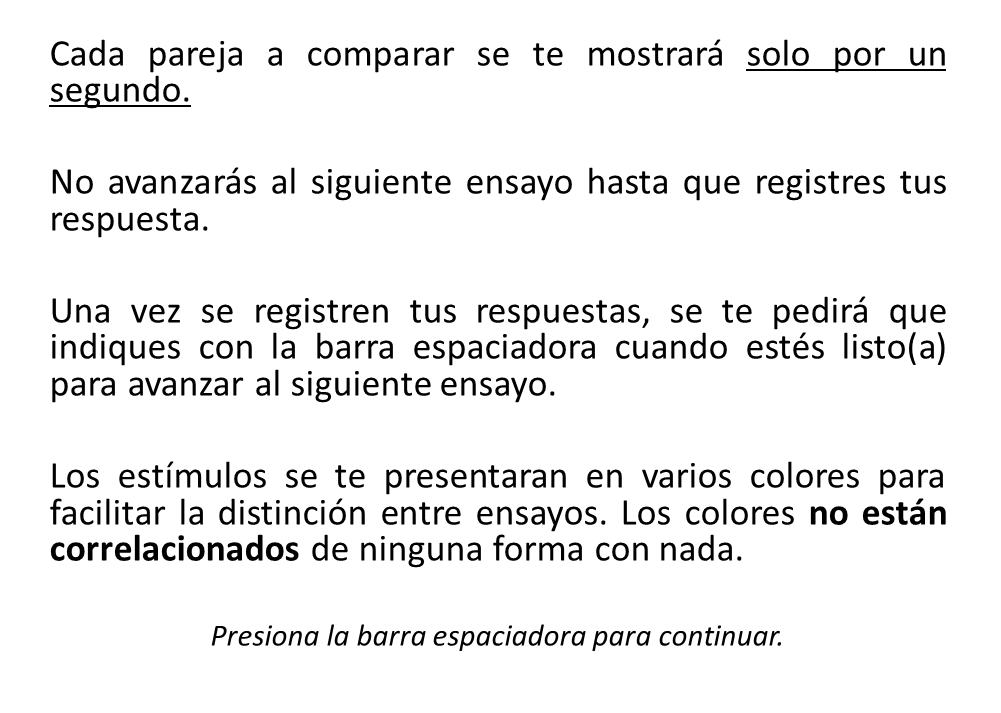 Cada pareja a comparar se te mostrará solo por un
segundo.
No avanzarás al siguiente ensayo hasta que registres tus
respuesta.
Una vez se registren tus respuestas, se te pedirá que
indiques con la barra espaciadora cuando estés listo(a)
para avanzar al siguiente ensayo.
Los estímulos se te presentaran en varios colores para
facilitar la distinción entre ensayos. Los colores no están
correlacionados de ninguna forma con nada.
Presiona la barra espaciadora para continuar.